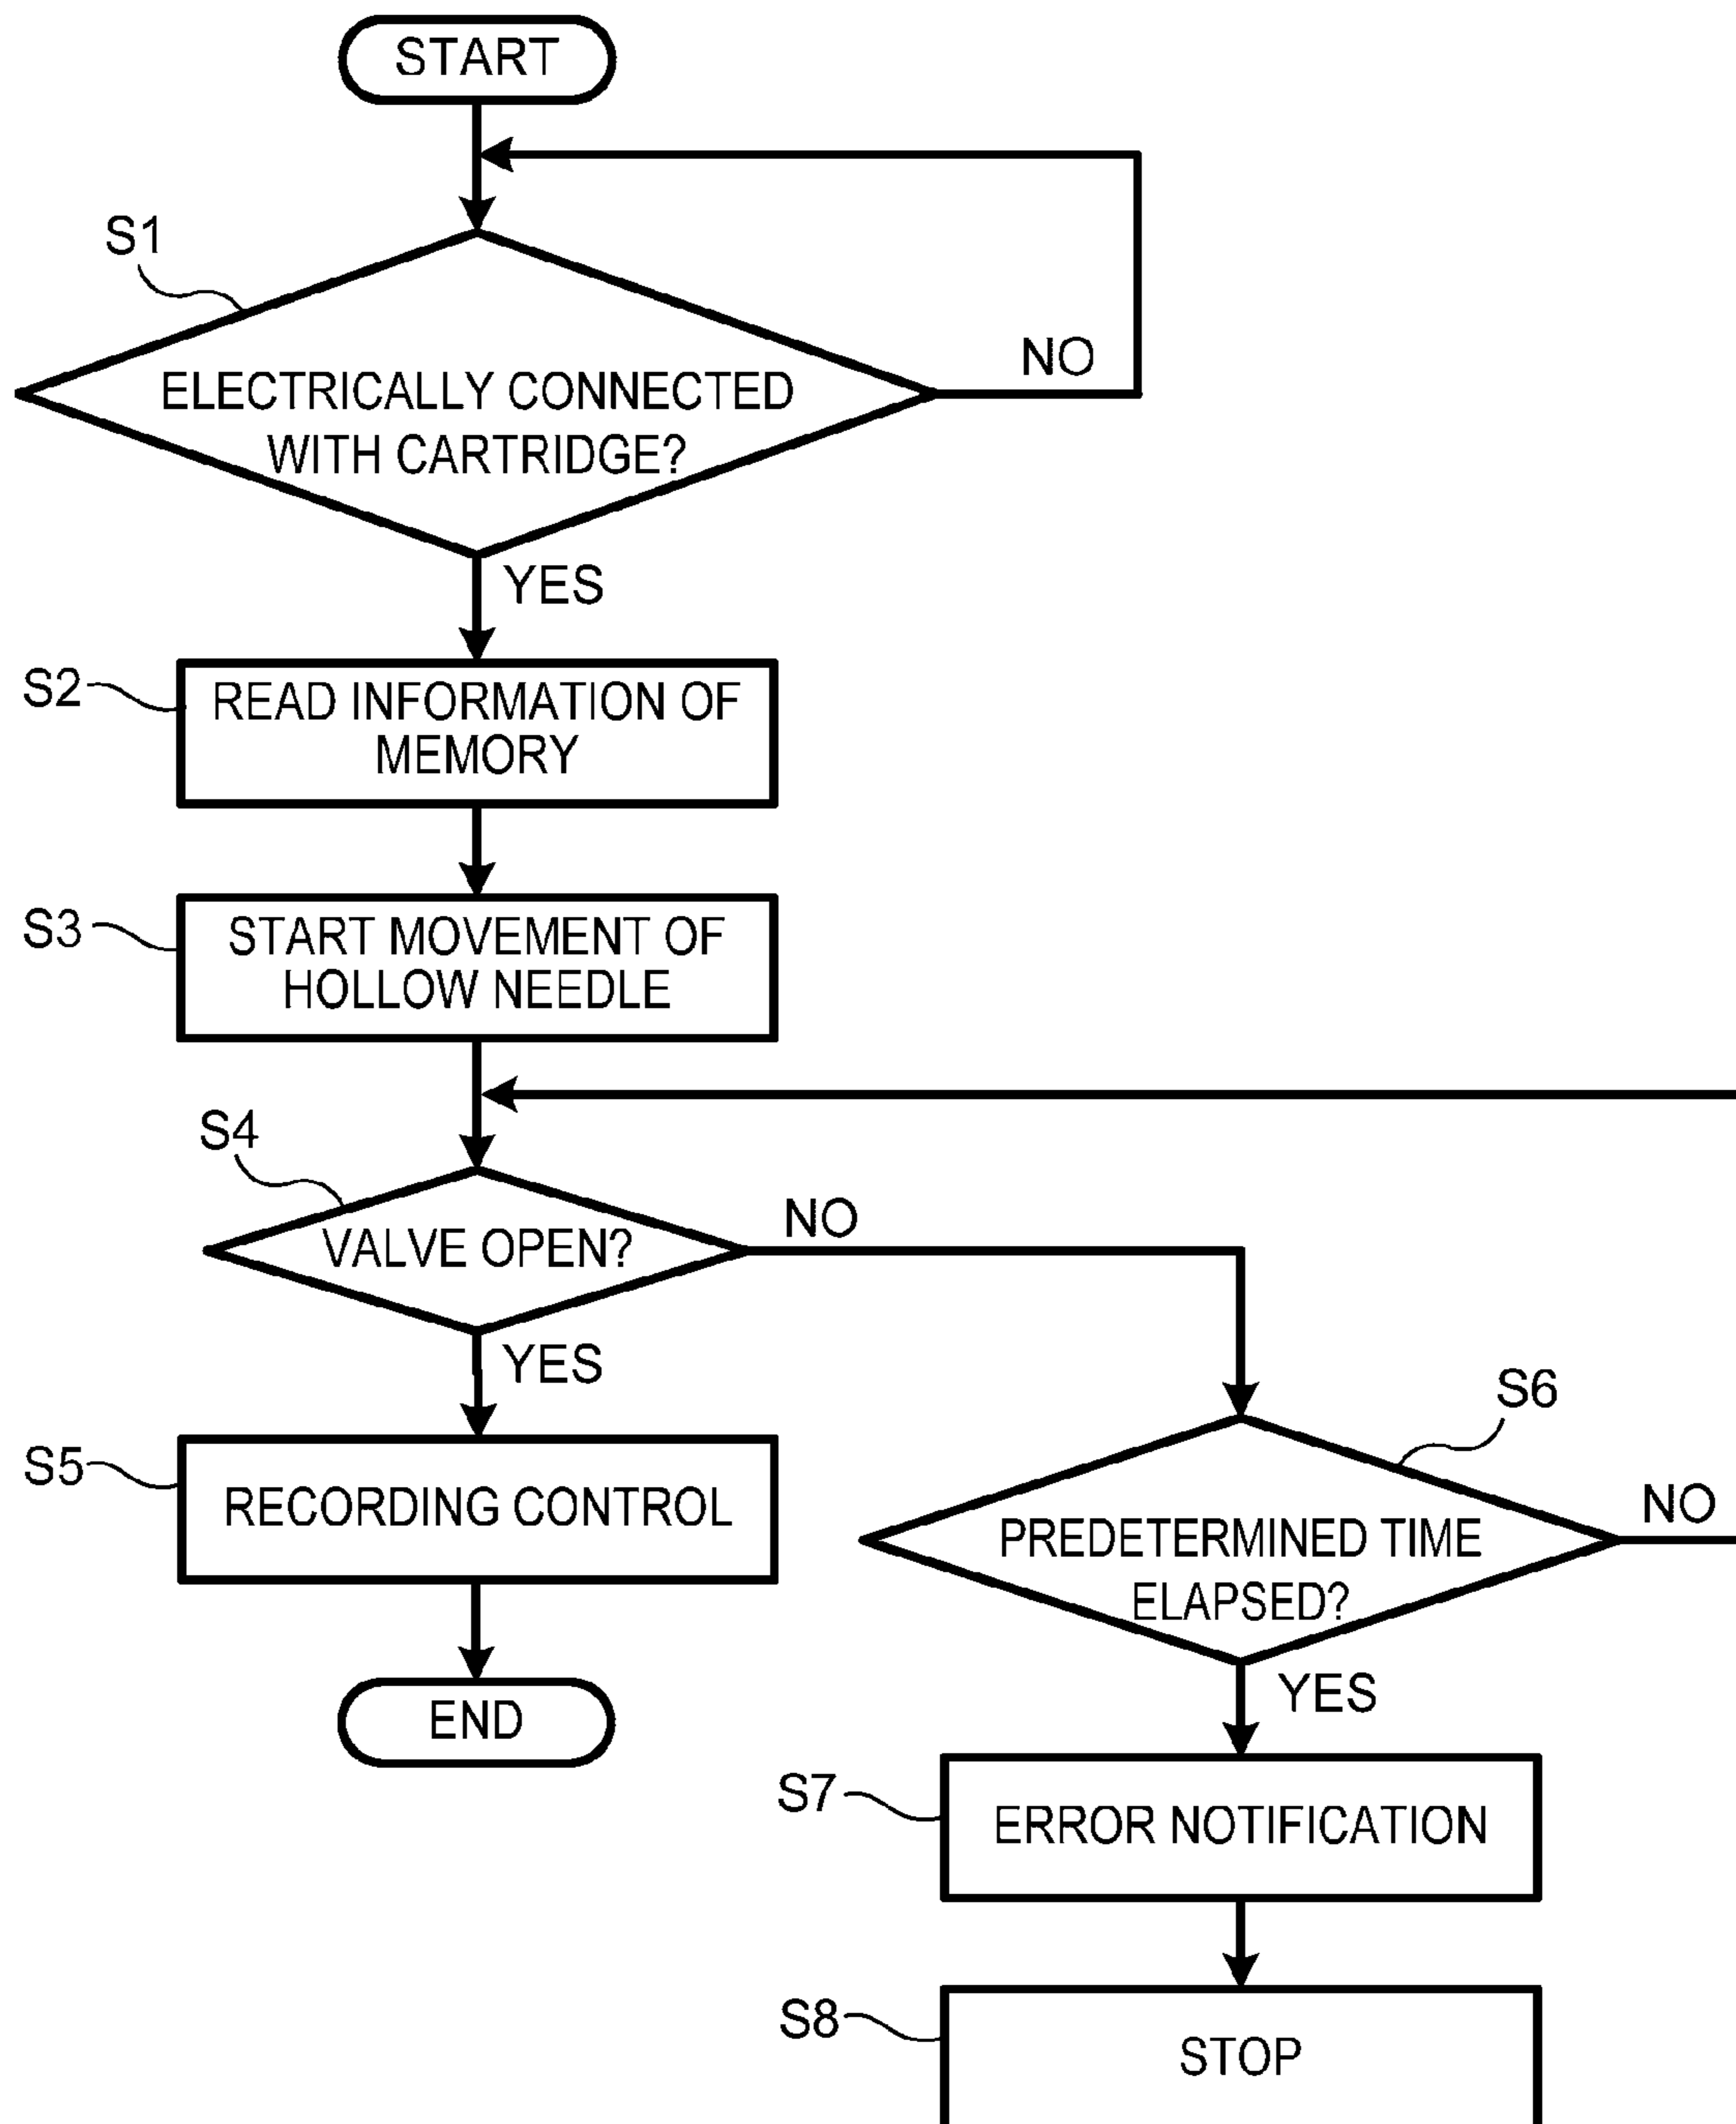 START
S1
ELECTRICALLY CONNECTED
WITH CARTRIDGE?
NO
YES
S2
READ INFORMATION OF
MEMORY
S3
START MOVEMENT OF
HOLLOW NEEDLE
S4
VALVE OPEN?
NO
YES
S5
RECORDING CONTROL
END
S6
PREDETERMINED TIME
ELAPSED?
NO
YES
S7
ERROR NOTIFICATION
S8
STOP